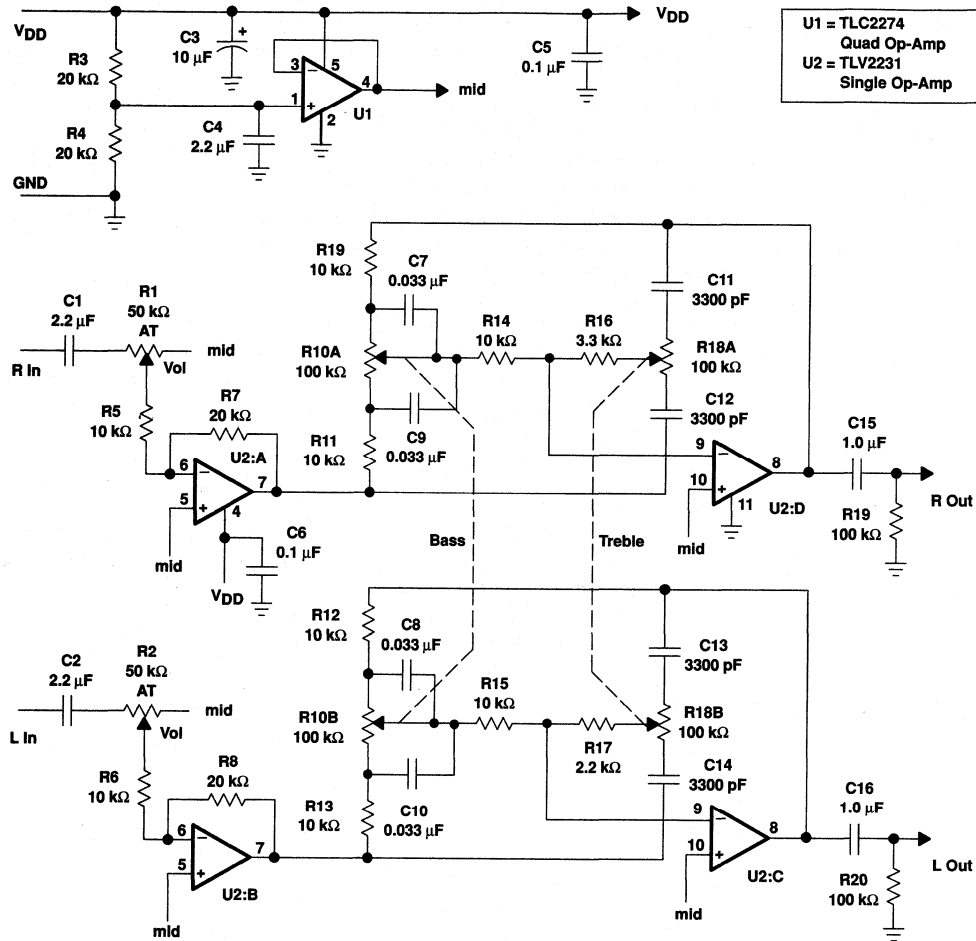 VDD
VDD
U1 = TLC2274
Quad Op-Amp
U2 = TLV2231
Single Op-Amp
R3
20 kΩ
C3
10 µF
+
3
−
5
4
mid
1
+
2
U1
C5
0.1 µF
R4
20 kΩ
C4
2.2 µF
GND
R19
10 kΩ
C7
0.033 µF
C11
3300 pF
C1
2.2 µF
R1
50 kΩ
AT
mid
Vol
R In
R10A
100 kΩ
R14
10 kΩ
R16
3.3 kΩ
R18A
100 kΩ
R5
10 kΩ
R7
20 kΩ
R11
10 kΩ
C9
0.033 µF
C12
3300 pF
C15
1.0 µF
U2:A
6
−
7
5
+
4
mid
C6
0.1 µF
VDD
9
−
8
10
+
11
U2:D
mid
R Out
R19
100 kΩ
Bass
Treble
R12
10 kΩ
C8
0.033 µF
C13
3300 pF
C2
2.2 µF
R2
50 kΩ
AT
mid
Vol
L In
R10B
100 kΩ
R15
10 kΩ
R17
2.2 kΩ
R18B
100 kΩ
R6
10 kΩ
R8
20 kΩ
R13
10 kΩ
C10
0.033 µF
C14
3300 pF
C16
1.0 µF
6
−
7
5
+
U2:B
mid
9
−
8
10
+
U2:C
mid
L Out
R20
100 kΩ